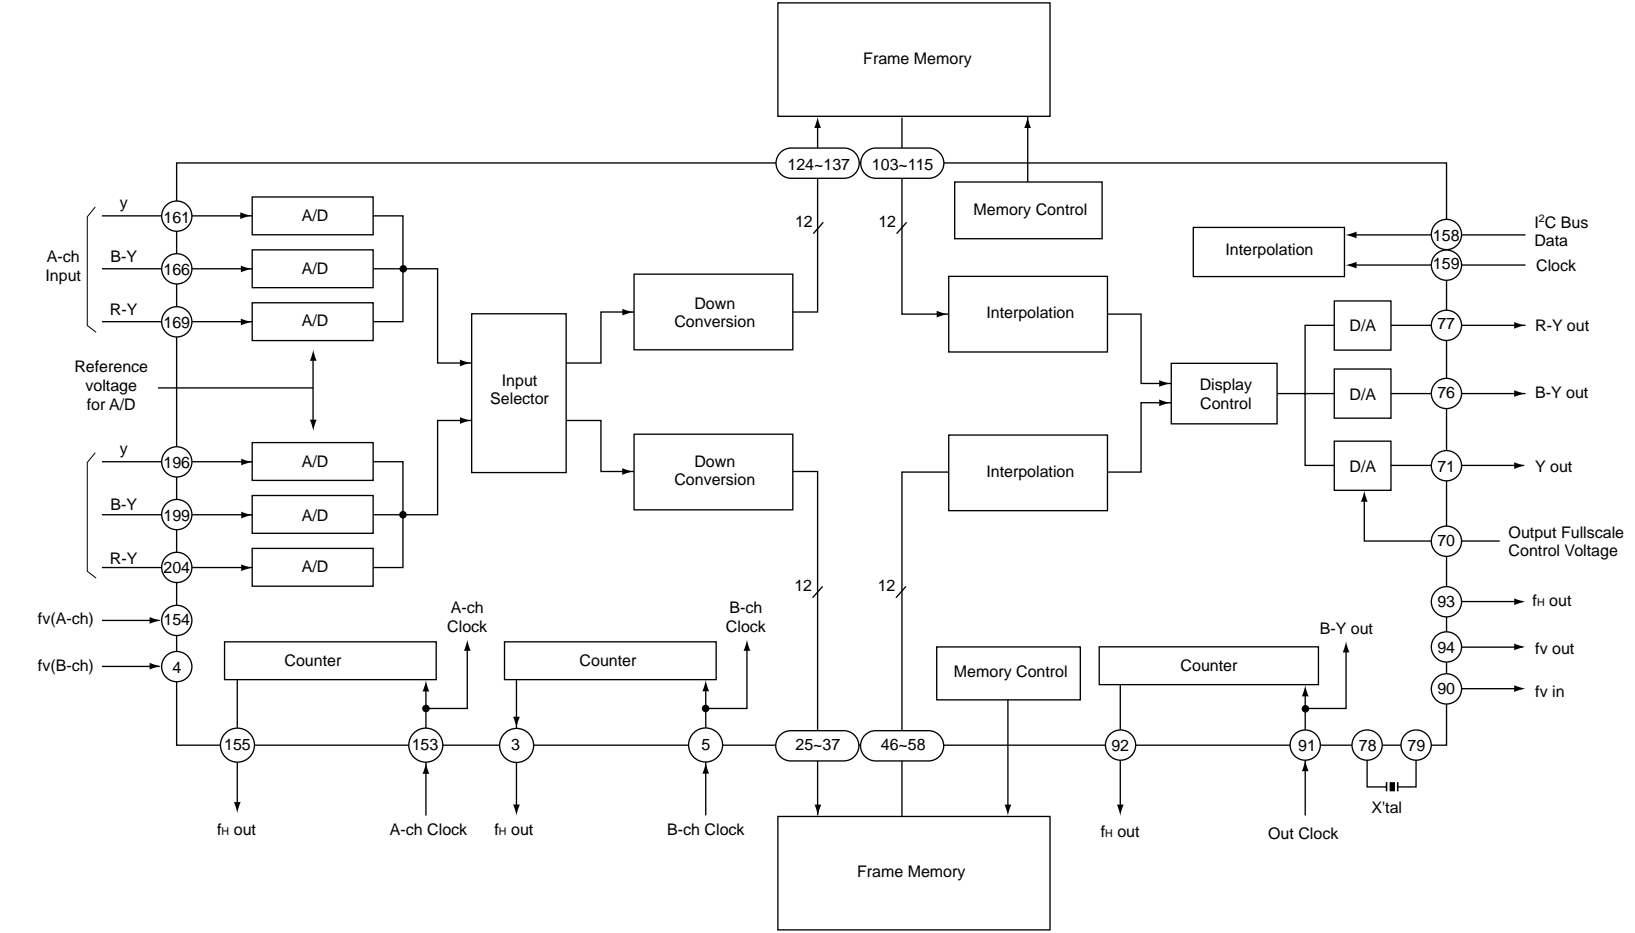 Frame Memory
124~137
103~115
Memory Control
12
12
y
161
A/D
B-Y
166
A/D
R-Y
169
A/D
A-ch
Input
Reference
voltage
for A/D
y
196
A/D
B-Y
199
A/D
R-Y
204
A/D
fv(A-ch)
154
fv(B-ch)
4
Input
Selector
Down
Conversion
Down
Conversion
Interpolation
Interpolation
Display
Control
Interpolation
158
I2C Bus
Data
159
Clock
D/A
77
R-Y out
D/A
76
B-Y out
D/A
71
Y out
70
Output Fullscale
Control Voltage
93
fH out
94
fv out
90
fv in
12
12
A-ch
Clock
Counter
B-ch
Clock
Counter
Memory Control
B-Y out
Counter
155
153
3
5
25~37
46~58
92
91
78
79
X'tal
fH out
A-ch Clock
fH out
B-ch Clock
fH out
Out Clock
Frame Memory